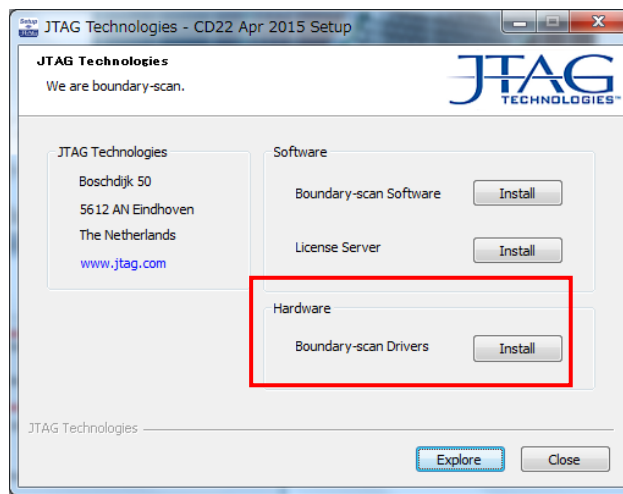 JTAG Technologies - CD22 Apr 2015 Setup
JTAG Technologies
We are boundary-scan.
JTAG
TECHNOLOGIES™
JTAG Technologies
Boschdijk 50
5612 AN Eindhoven
The Netherlands
www.jtag.com
Software
Boundary-scan Software
Install
License Server
Install
Hardware
Boundary-scan Drivers
Install
JTAG Technologies
Explore
Close